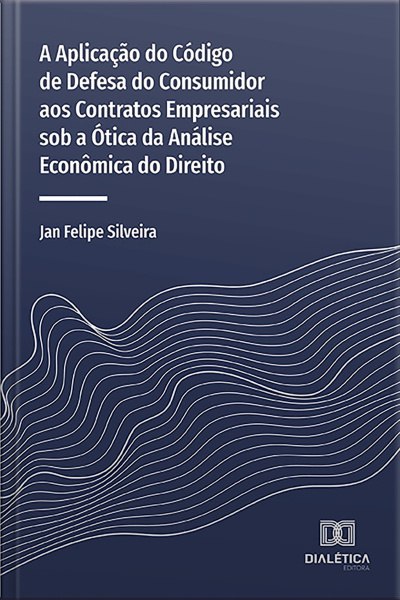 A Aplicação do Código
de Defesa do Consumidor
aos Contratos Empresariais
sob a Ótica da Análise
Econômica do Direito
Jan Felipe Silveira
DIALÉTICA
EDITORA